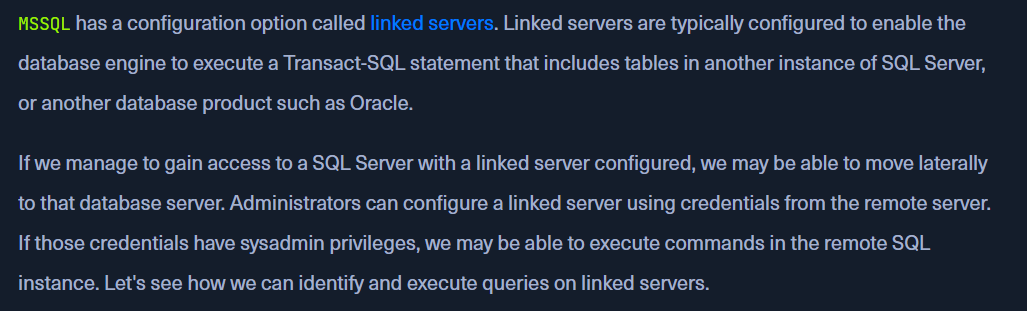 MSSQL has a configuration option called linked servers. Linked servers are typically configured to enable the
database engine to execute a Transact-SQL statement that includes tables in another instance of SQL Server,
or another database product such as Oracle.
If we manage to gain access to a SQL Server with a linked server configured, we may be able to move laterally
to that database server. Administrators can configure a linked server using credentials from the remote server.
If those credentials have sysadmin privileges, we may be able to execute commands in the remote SQL
instance. Let's see how we can identify and execute queries on linked servers.